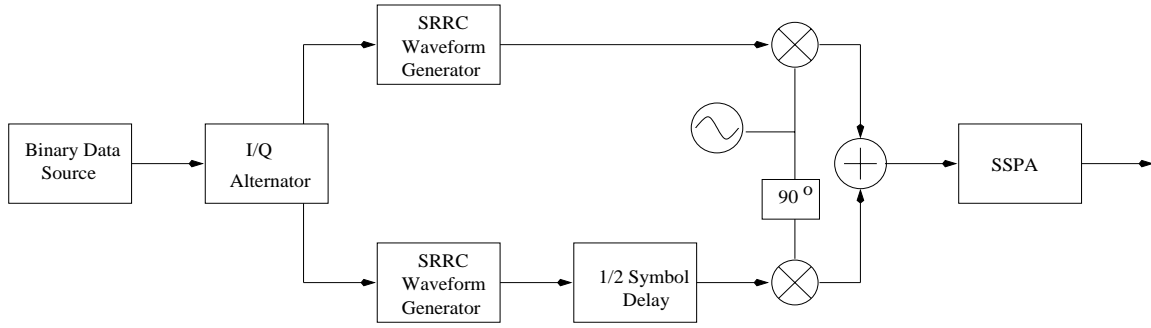 SRRC
Waveform
Generator
Binary Data
Source
I/Q
Alternator
SSPA
90 o
SRRC
Waveform
Generator
1/2 Symbol
Delay